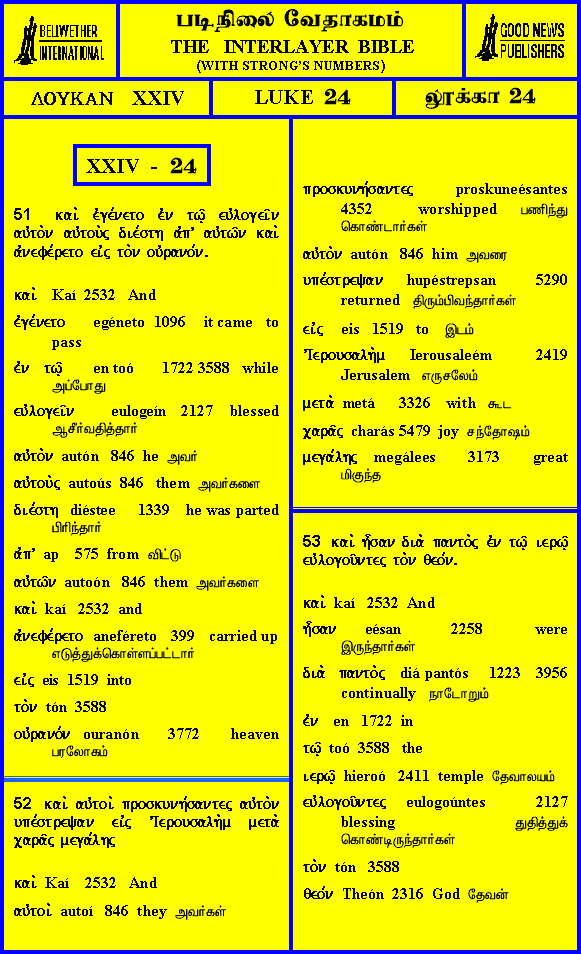 BELLWETHER
INTERNATIONAL
படிநிலை வேதாகமம்
THE INTERLAYER BIBLE
(WITH STRONG'S NUMBERS)
GOOD NEWS
PUBLISHERS
ΛΟΥΚΑΝ XXIV
LUKE 24
லூக்கா 24
XXIV - 24
51 καὶ ἐγένετο ἐν τῷ εὐλογεῖν
αὐτὸν αὐτοὺς διέστη ἀπ' αὐτῶν καὶ
ἀνεφέρετο εἰς τὸν οὐρανόν.
καὶ Kaí 2532 And
ἐγένετο egéneto 1096 it came to
pass
ἐν τῷ en toó 1722 3588 while
அப்போது
εὐλογεῖν eulogeín 2127 blessed
ஆசீர்வதித்தார்
αὐτὸν autón 846 he அவர்
αὐτοὺς autoús 846 them அவர்களை
διέστη diéstee 1339 he was parted
பிரிந்தார்
ἀπ' ap 575 from விட்டு
αὐτῶν autoón 846 them அவர்களை
καὶ kaí 2532 and
ἀνεφέρετο aneféreto 399 carried up
எடுத்துக்கொள்ளப்பட்டார்
εἰς eis 1519 into
τὸν tón 3588
οὐρανόν ouranón 3772 heaven
பரலோகம்
52 καὶ αὐτοὶ προσκυνήσαντες αὐτὸν
υπέστρεψαν εἰς Ἰερουσαλὴμ μετὰ
χαρᾶς μεγάλης
καὶ Kaí 2532 And
αὐτοὶ autoí 846 they அவர்கள்
προσκυνήσαντες proskuneésantes
4352 worshipped பணிந்து
கொண்டார்கள்
αὐτὸν autón 846 him அவரை
υπέστρεψαν hupéstrepsan 5290
returned திரும்பிவந்தார்கள்
εἰς eis 1519 to இடம்
Ἰερουσαλὴμ Ierousaleém 2419
Jerusalem எருசலேம்
μετὰ metá 3326 with கூட
χαρᾶς charás 5479 joy சந்தோஷம்
μεγάλης megálees 3173 great
மிகுந்த
53 καὶ ἦσαν διὰ παντὸς ἐν τῷ ιερῷ
εὐλογοῦντες τὸν θεόν.
καὶ kaí 2532 And
ἦσαν eésan 2258 were
இருந்தார்கள்
διὰ παντὸς diá pantós 1223 3956
continually நாடோறும்
ἐν en 1722 in
τῷ toó 3588 the
ιερῷ hieroó 2411 temple தேவாலயம்
εὐλογοῦντες eulogoúntes 2127
blessing துதித்துக்
கொண்டிருந்தார்கள்
τὸν tón 3588
θεόν Theón 2316 God தேவன்